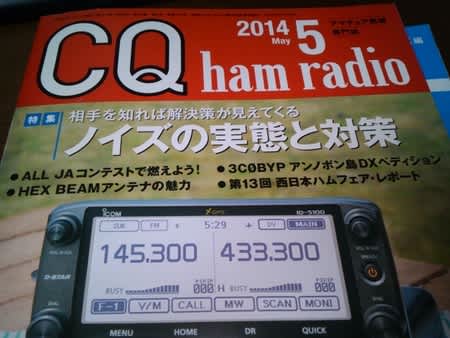 CQ ham radio
2014 5
May
アマチュア無線
専門誌
特集 相手を知れば解決策が見えてくる
ノイズの実態と対策
● ALL JAコンテストで燃えよう!
● HEX BEAMアンテナの魅力
● 3CØBYP アンノボン島DXペディション
● 第13回 西日本ハムフェア・レポート
ICOM
ID-5100
5:29
DV MAIN
145.300 433.300
BUSY 000 H BUSY 000
F-1 V/M CALL MW SCAN MONI
MENU HOME DR QUICK
D-STAR
DIAL DIAL